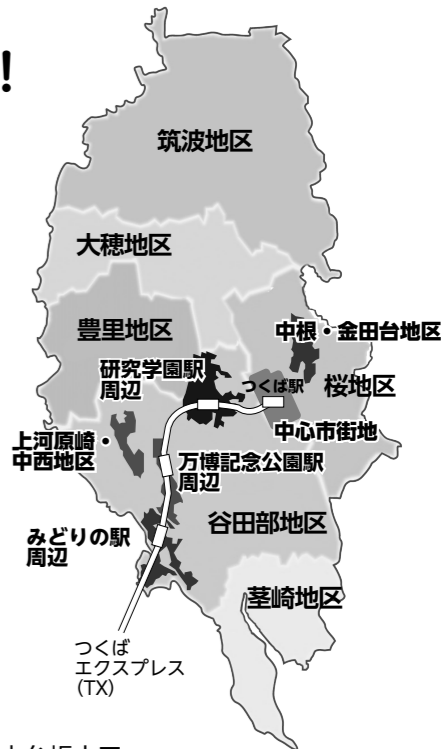 !
筑波地区
大穂地区
豊里地区
中根・金田台地区
研究学園駅
周辺
つくば駅
桜地区
中心市街地
上河原崎・
中西地区
万博記念公園駅
周辺
谷田部地区
みどりの駅
周辺
茎崎地区
つくば
エクスプレス
(TX)